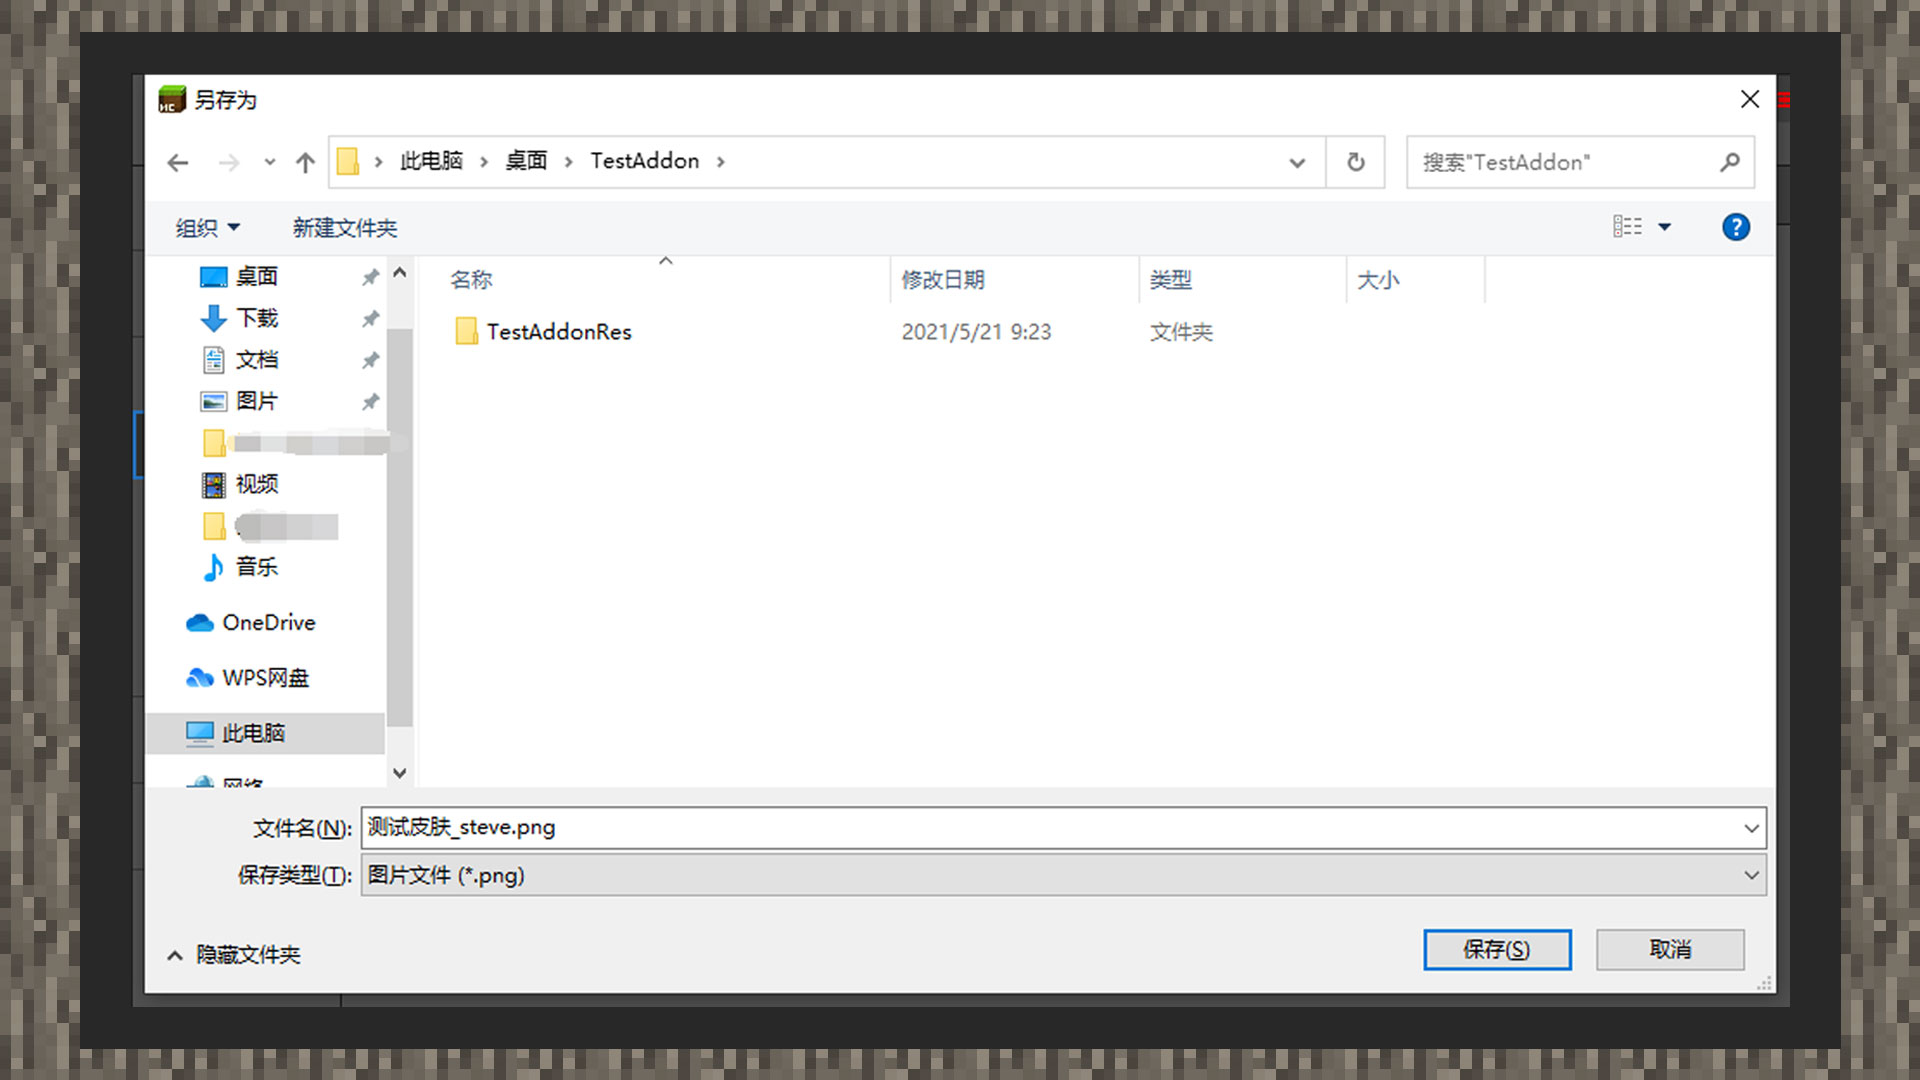 另存为
此电脑 > 桌面 > TestAddon >
搜索"TestAddon"
组织
新建文件夹
名称 修改日期 类型 大小
TestAddonRes 2021/5/21 9:23 文件夹
桌面
下载
文档
图片
视频
音乐
OneDrive
WPS网盘
此电脑
网络
文件名(N): 测试皮肤_steve.png
保存类型(T): 图片文件 (*.png)
隐藏文件夹
保存(S)
取消